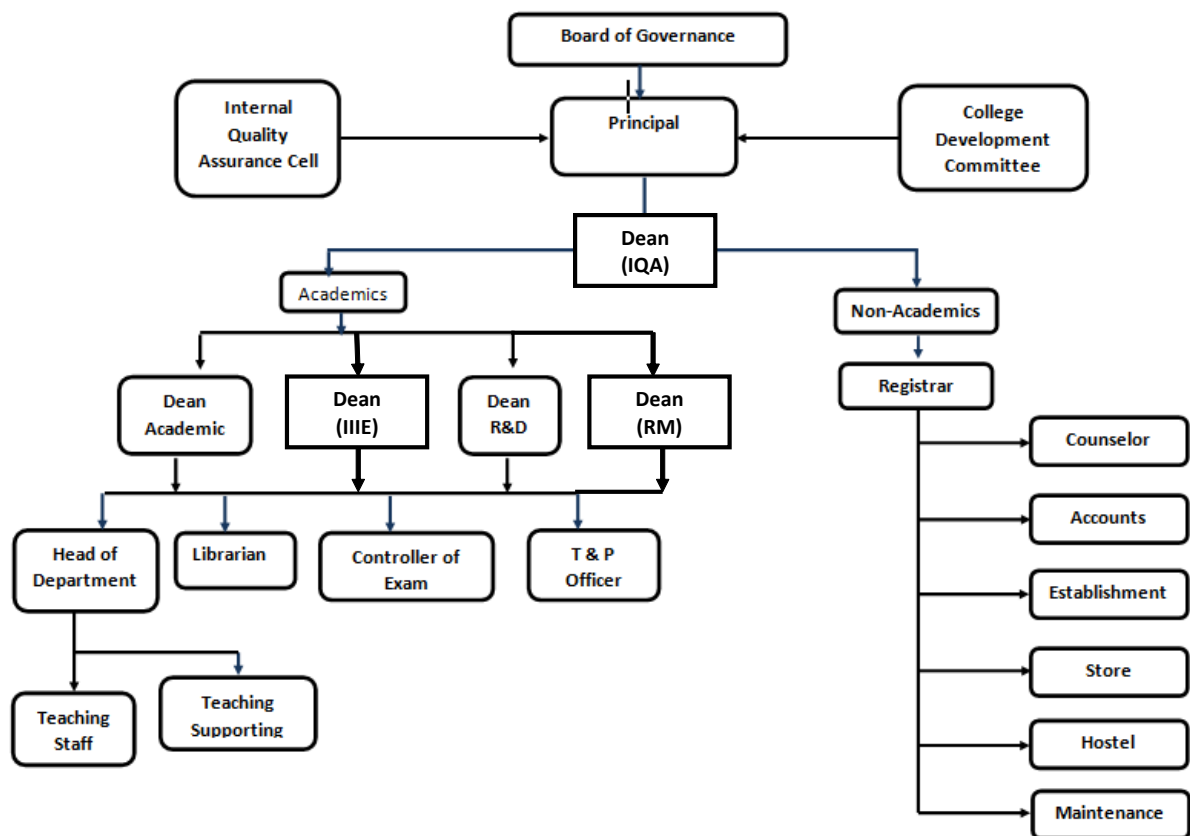 Board of Governance
Internal
Quality
Assurance Cell
Principal
College
Development
Committee
Dean
(IQA)
Academics
Non-Academics
Registrar
Dean
Academic
Dean
(IIIE)
Dean
R&D
Dean
(RM)
Counselor
Accounts
Establishment
Store
Hostel
Maintenance
Head of
Department
Librarian
Controller of
Exam
T & P
Officer
Teaching
Staff
Teaching
Supporting